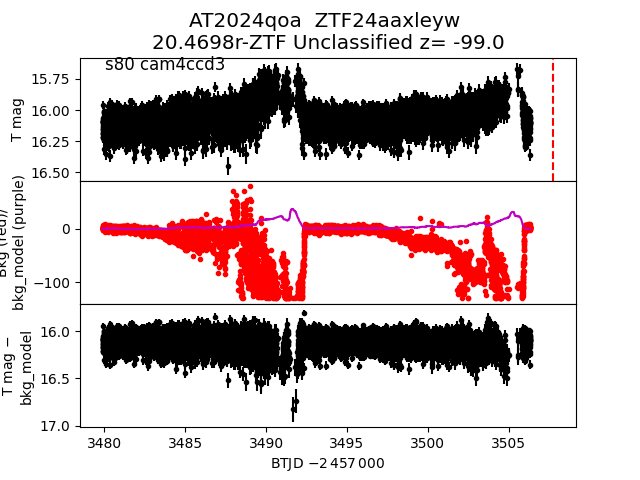 AT2024qoa  ZTF24aaxleyw
20.4698r-ZTF Unclassified z= -99.0
s80 cam4ccd3
15.75
16.00
16.25
16.50
T mag
0
−100
Bkg (red)/
bkg_model (purple)
16.0
16.5
17.0
T mag −
bkg_model
3480
3485
3490
3495
3500
3505
BTJD −2 457 000